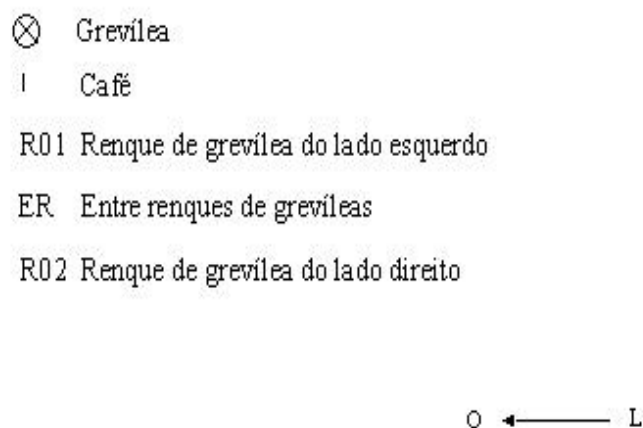 Grevílea
I Café
R01 Renque de grevílea do lado esquerdo
ER Entre renques de grevíleas
R02 Renque de grevílea do lado direito
O L